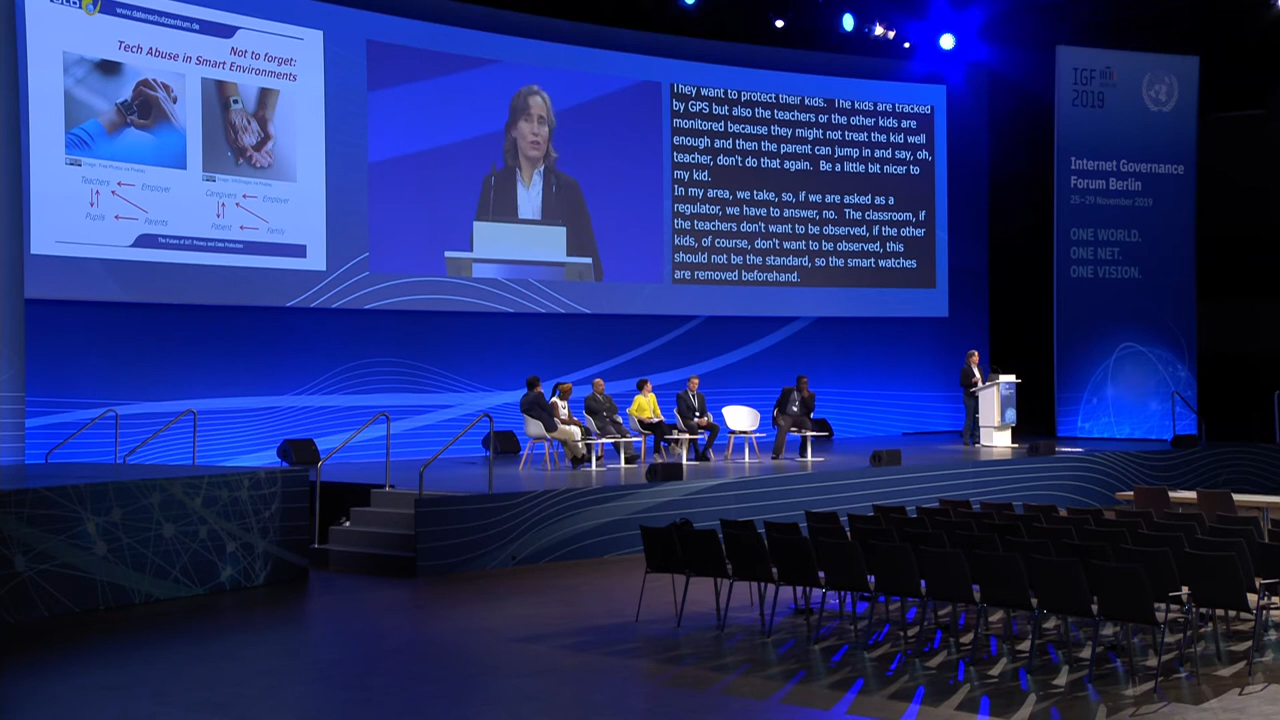 www.datenschutzzentrum.de
Not to forget:
Tech Abuse in Smart Environments
Teachers
Employer
Pupils
Parents
Caregivers
Employer
Patient
Family
The Future of IoT: Privacy and Data Protection
They want to protect their kids. The kids are tracked
by GPS but also the teachers or the other kids are
monitored because they might not treat the kid well
enough and then the parent can jump in and say, oh,
teacher, don't do that again. Be a little bit nicer to
my kid.
In my area, we take, so, if we are asked as a
regulator, we have to answer, no. The classroom, if
the teachers don't want to be observed, if the other
kids, of course, don't want to be observed, this
should not be the standard, so the smart watches
are removed beforehand.
IGF
2019
Internet Governance
Forum Berlin
25–29 November 2019
ONE WORLD.
ONE NET.
ONE VISION.